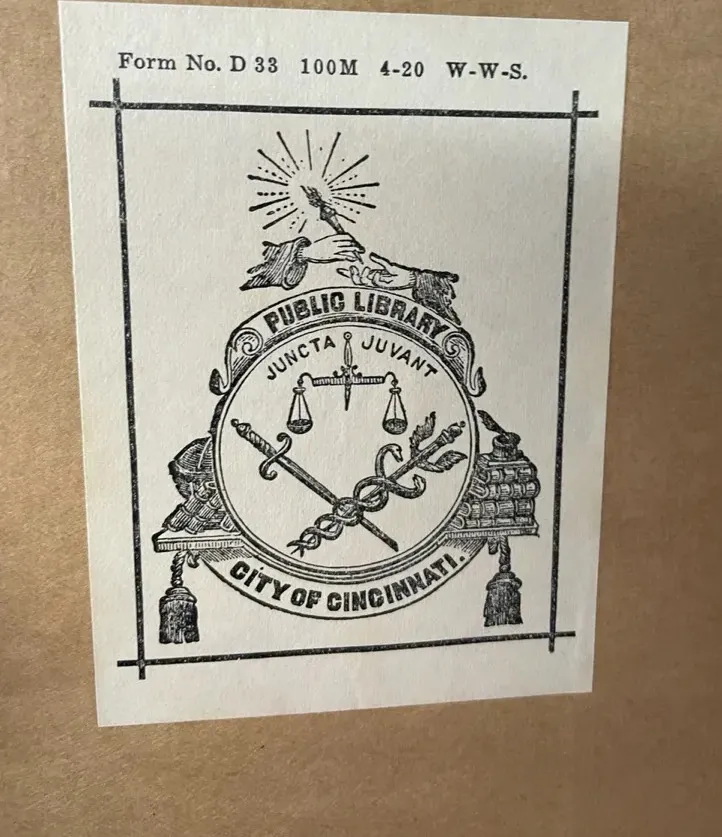 Form No. D 33 100M 4-20 W-W-S.
PUBLIC LIBRARY
JUNCTA JUVANT
CITY OF CINCINNATI.